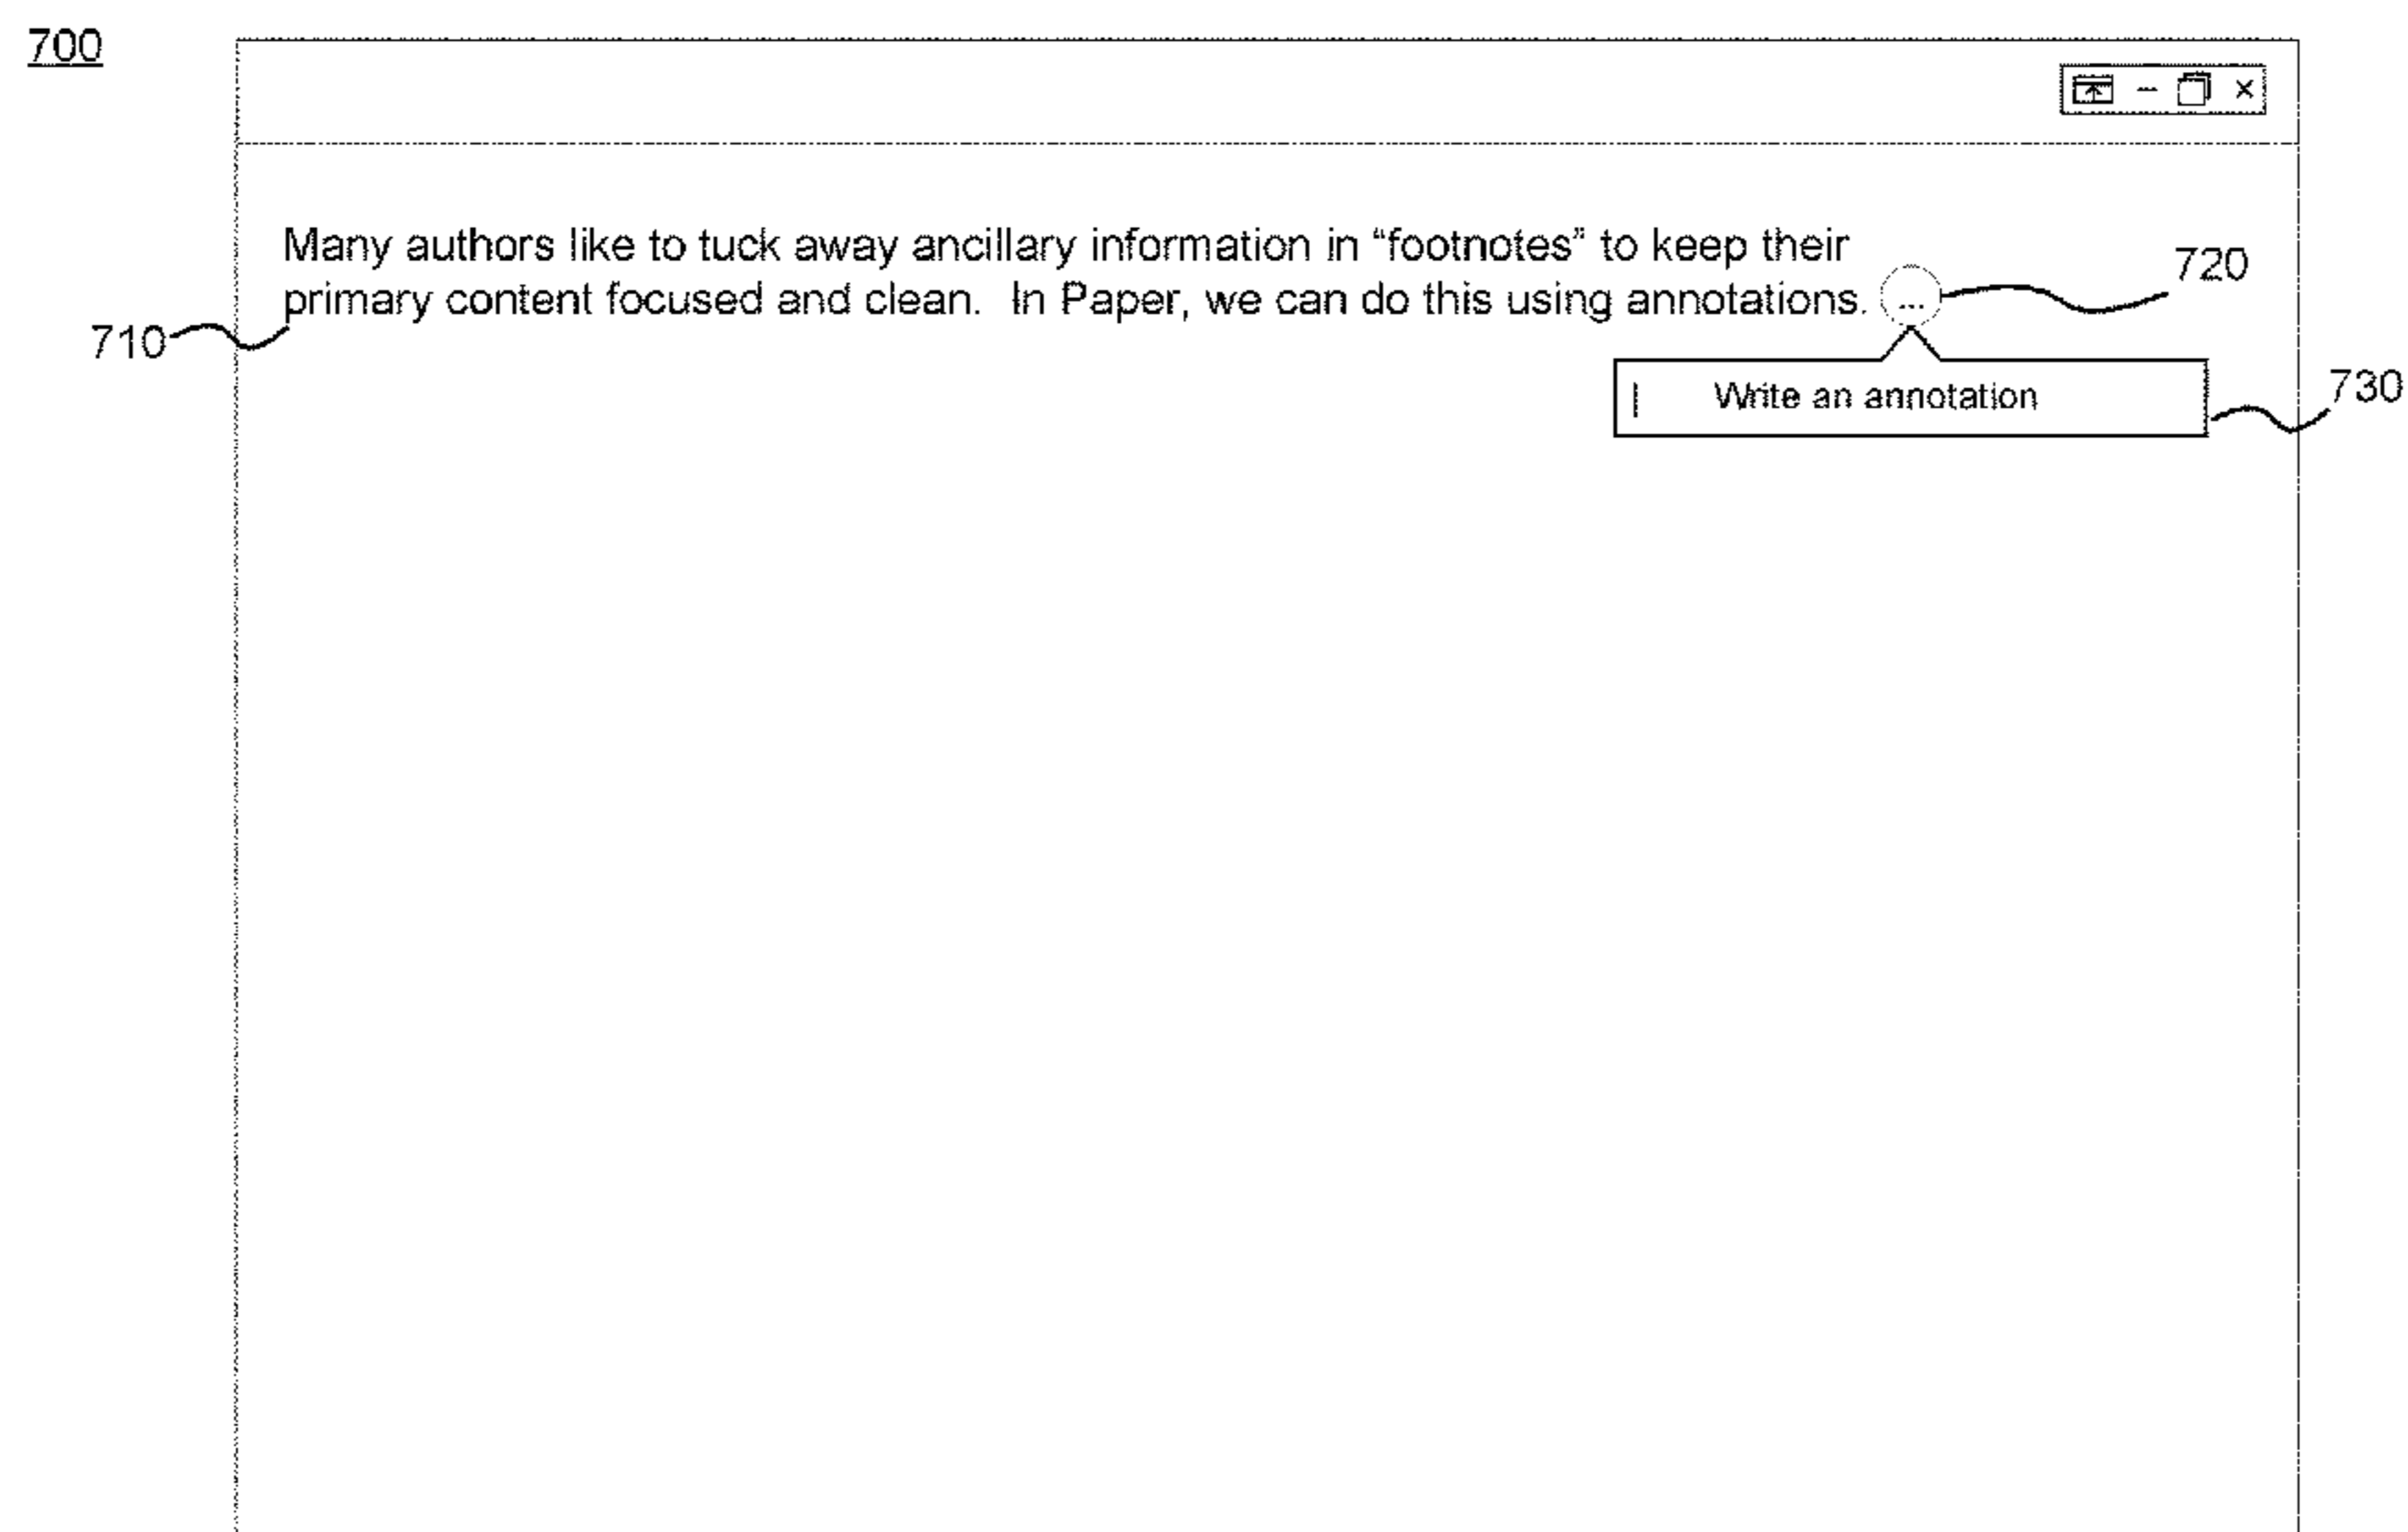 700
Many authors like to tuck away ancillary information in “footnotes” to keep their
primary content focused and clean.  In Paper, we can do this using annotations. ...
720
710
Write an annotation
730